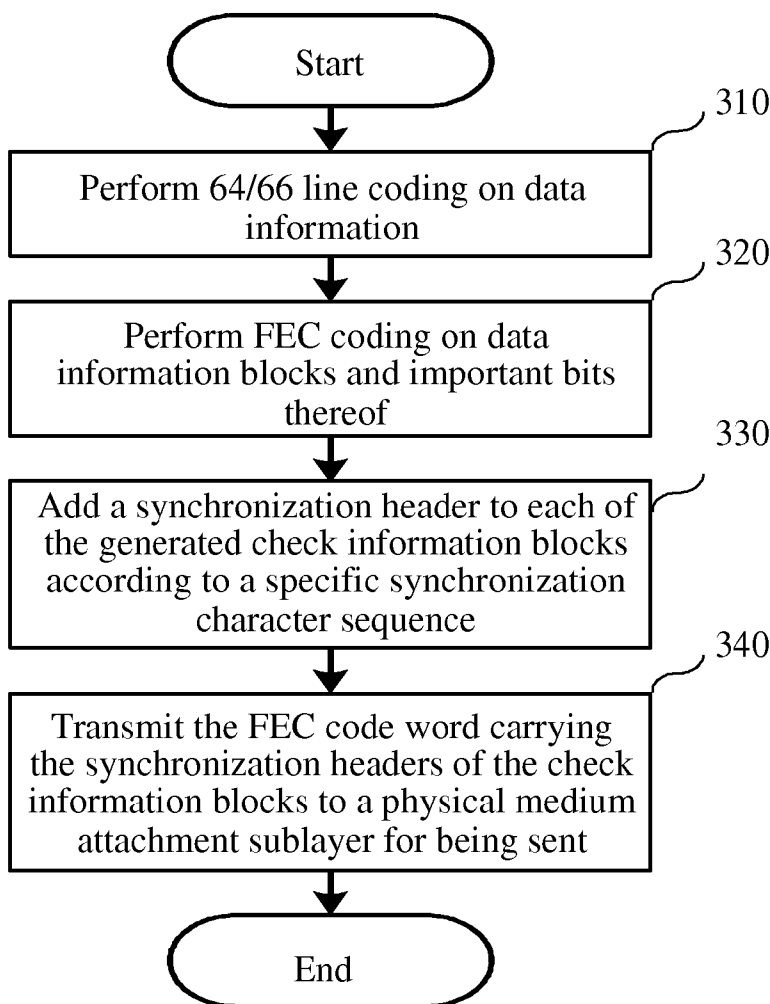 Start
310
Perform 64/66 line coding on data
information
320
Perform FEC coding on data
information blocks and important bits
thereof
330
Add a synchronization header to each of
the generated check information blocks
according to a specific synchronization
character sequence
340
Transmit the FEC code word carrying
the synchronization headers of the check
information blocks to a physical medium
attachment sublayer for being sent
End